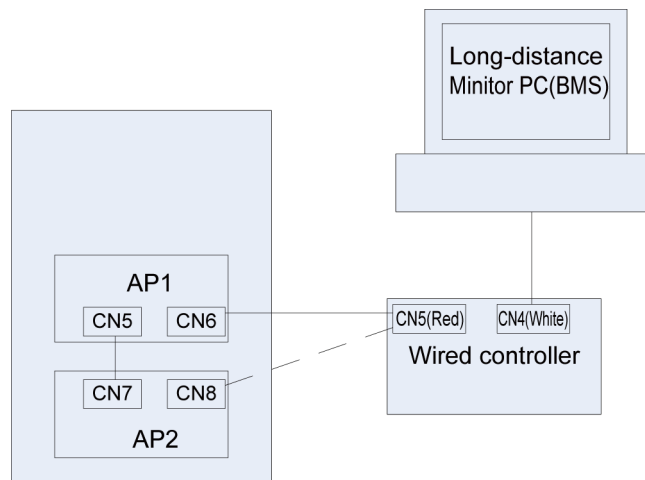 Long-distance
Minitor PC(BMS)
AP1
CN5
CN6
CN5(Red)
CN4(White)
Wired controller
CN7
CN8
AP2